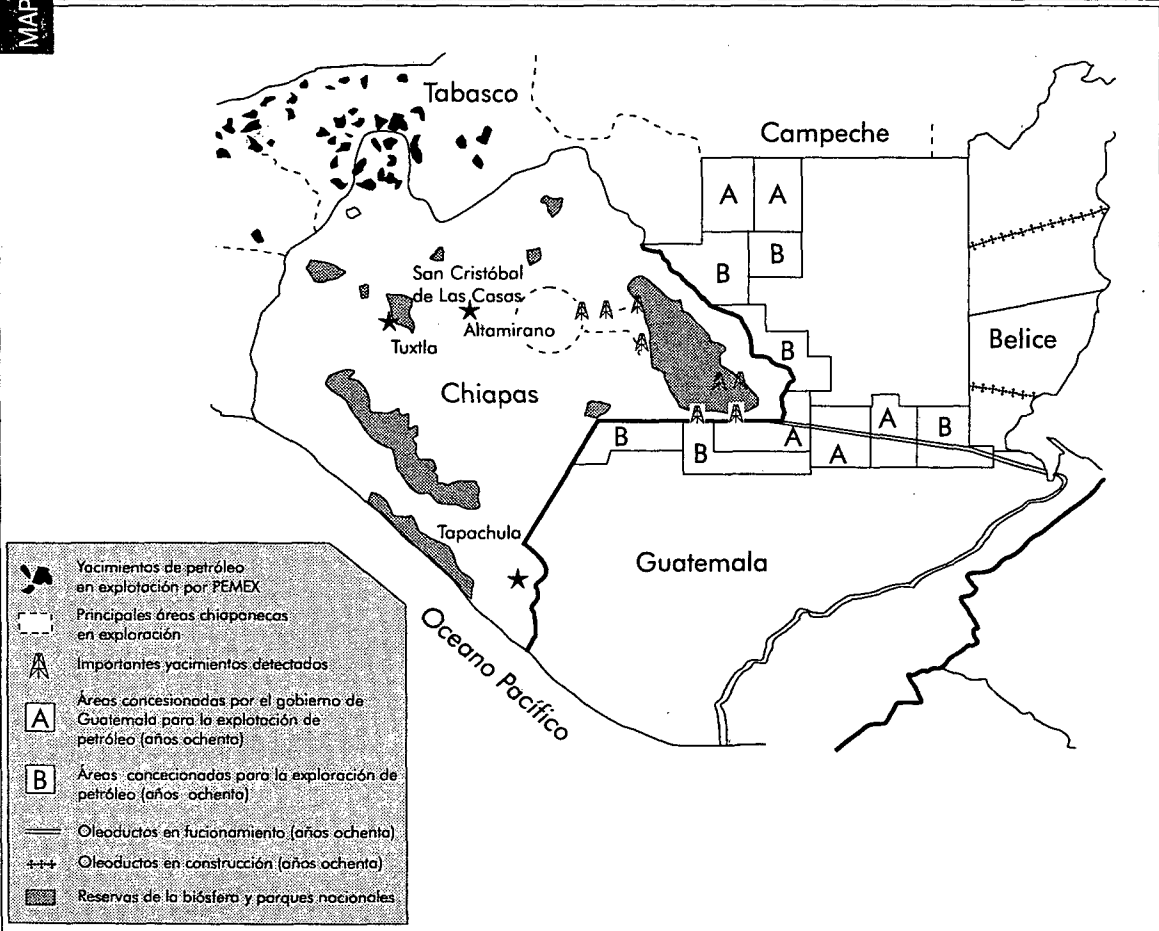 MAP
Tabasco
Campeche
A
A
B
B
San Cristóbal
de Las Casas
Altamirano
Tuxtla
B
Belice
Chiapas
A
B
B
A
B
A
Tapachula
Guatemala
Oceano Pacífico
Yacimientos de petróleo
en explotación por PEMEX
Principales áreas chiapanecas
en exploración
Importantes yacimientos detectados
A
Áreas concesionadas por el gobierno de
Guatemala para la explotación de
petróleo (años ochenta)
B
Áreas concecionadas para la exploración de
petróleo (años ochenta)
Oleoductos en fucionamiento (años ochenta)
Oleoductos en construcción (años ochenta)
Reservas de la biósfera y parques nacionales